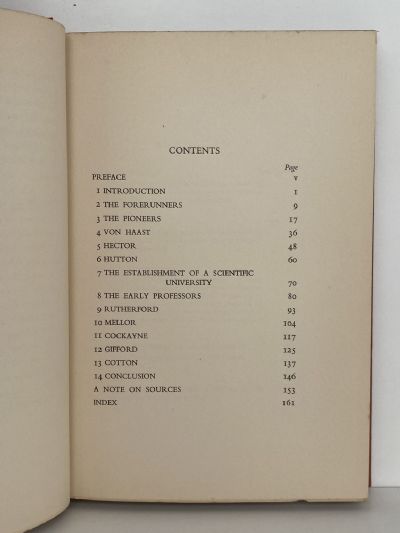 CONTENTS
Page
PREFACE v
1 INTRODUCTION 1
2 THE FORERUNNERS 9
3 THE PIONEERS 17
4 VON HAAST 36
5 HECTOR 48
6 HUTTON 60
7 THE ESTABLISHMENT OF A SCIENTIFIC
UNIVERSITY 70
8 THE EARLY PROFESSORS 80
9 RUTHERFORD 93
10 MELLOR 104
11 COCKAYNE 117
12 GIFFORD 125
13 COTTON 137
14 CONCLUSION 146
A NOTE ON SOURCES 153
INDEX 161